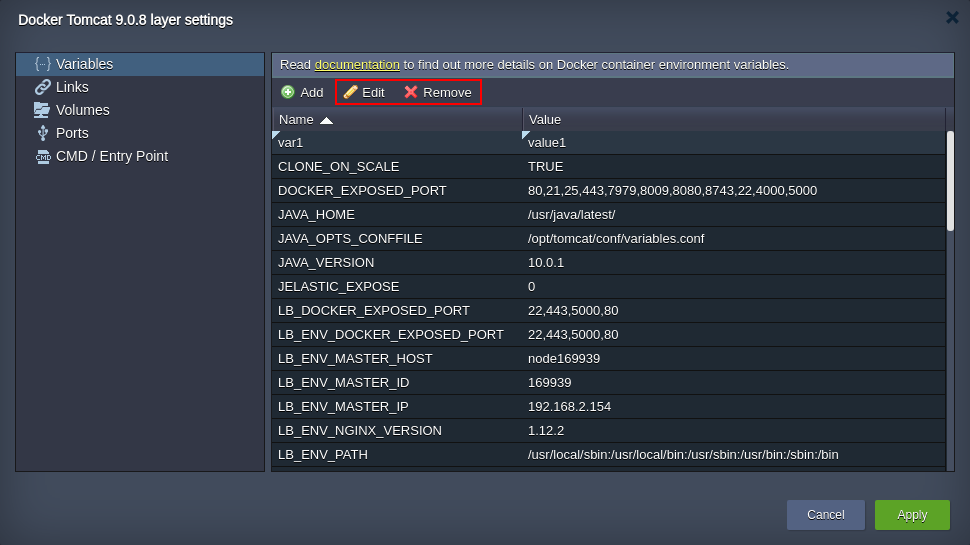 Docker Tomcat 9.0.8 layer settings
Variables
Links
Volumes
Ports
CMD CMD / Entry Point
Read documentation to find out more details on Docker container environment variables.
Add Edit Remove
Name Value
var1 value1
CLONE_ON_SCALE TRUE
DOCKER_EXPOSED_PORT 80,21,25,443,7979,8009,8080,8743,22,4000,5000
JAVA_HOME /usr/java/latest/
JAVA_OPTS_CONFFILE /opt/tomcat/conf/variables.conf
JAVA_VERSION 10.0.1
JELASTIC_EXPOSE 0
LB_DOCKER_EXPOSED_PORT 22,443,5000,80
LB_ENV_DOCKER_EXPOSED_PORT 22,443,5000,80
LB_ENV_MASTER_HOST node169939
LB_ENV_MASTER_ID 169939
LB_ENV_MASTER_IP 192.168.2.154
LB_ENV_NGINX_VERSION 1.12.2
LB_ENV_PATH /usr/local/sbin:/usr/local/bin:/usr/sbin:/usr/bin:/sbin:/bin
Cancel Apply